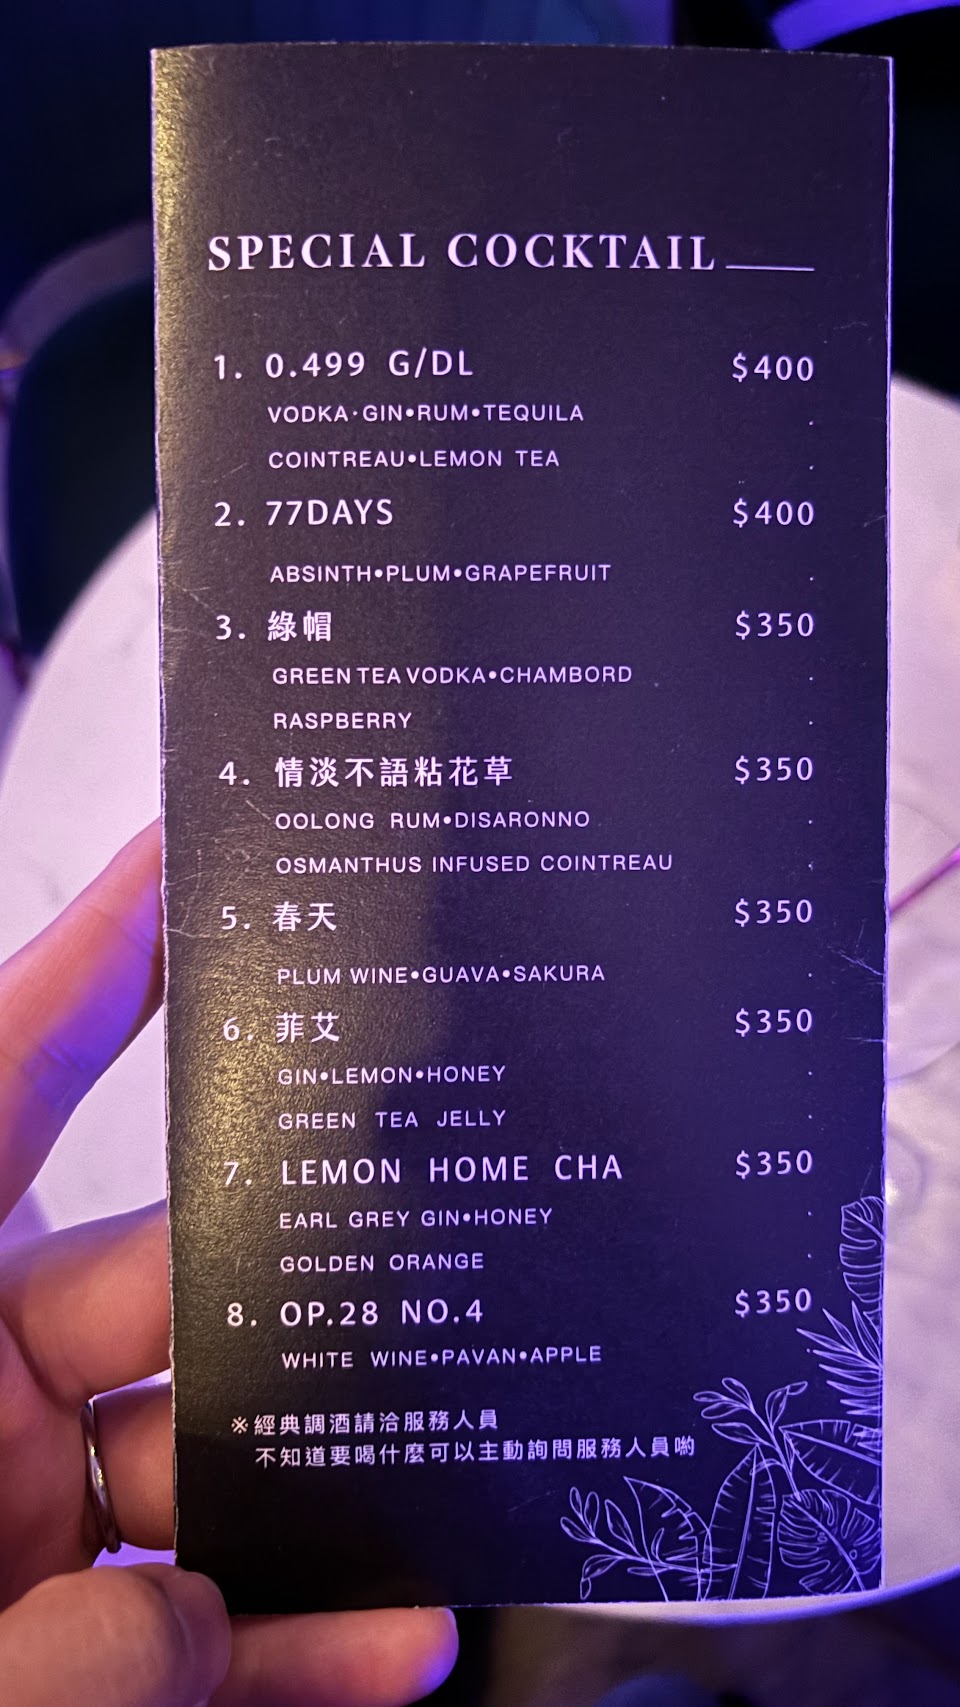 SPECIAL COCKTAIL
1. 0.499 G/DL $400
VODKA·GIN•RUM•TEQUILA
COINTREAU•LEMON TEA
2. 77DAYS $400
ABSINTH•PLUM•GRAPEFRUIT
3. 綠帽 $350
GREEN TEA VODKA•CHAMBORD
RASPBERRY
4. 情淡不語粘花草 $350
OOLONG RUM•DISARONNO
OSMANTHUS INFUSED COINTREAU
5. 春天 $350
PLUM WINE•GUAVA•SAKURA
6. 菲艾 $350
GIN•LEMON•HONEY
GREEN TEA JELLY
7. LEMON HOME CHA $350
EARL GREY GIN•HONEY
GOLDEN ORANGE
8. OP.28 NO.4 $350
WHITE WINE•PAVAN•APPLE
※經典調酒請洽服務人員
不知道要喝什麼可以主動詢問服務人員喲